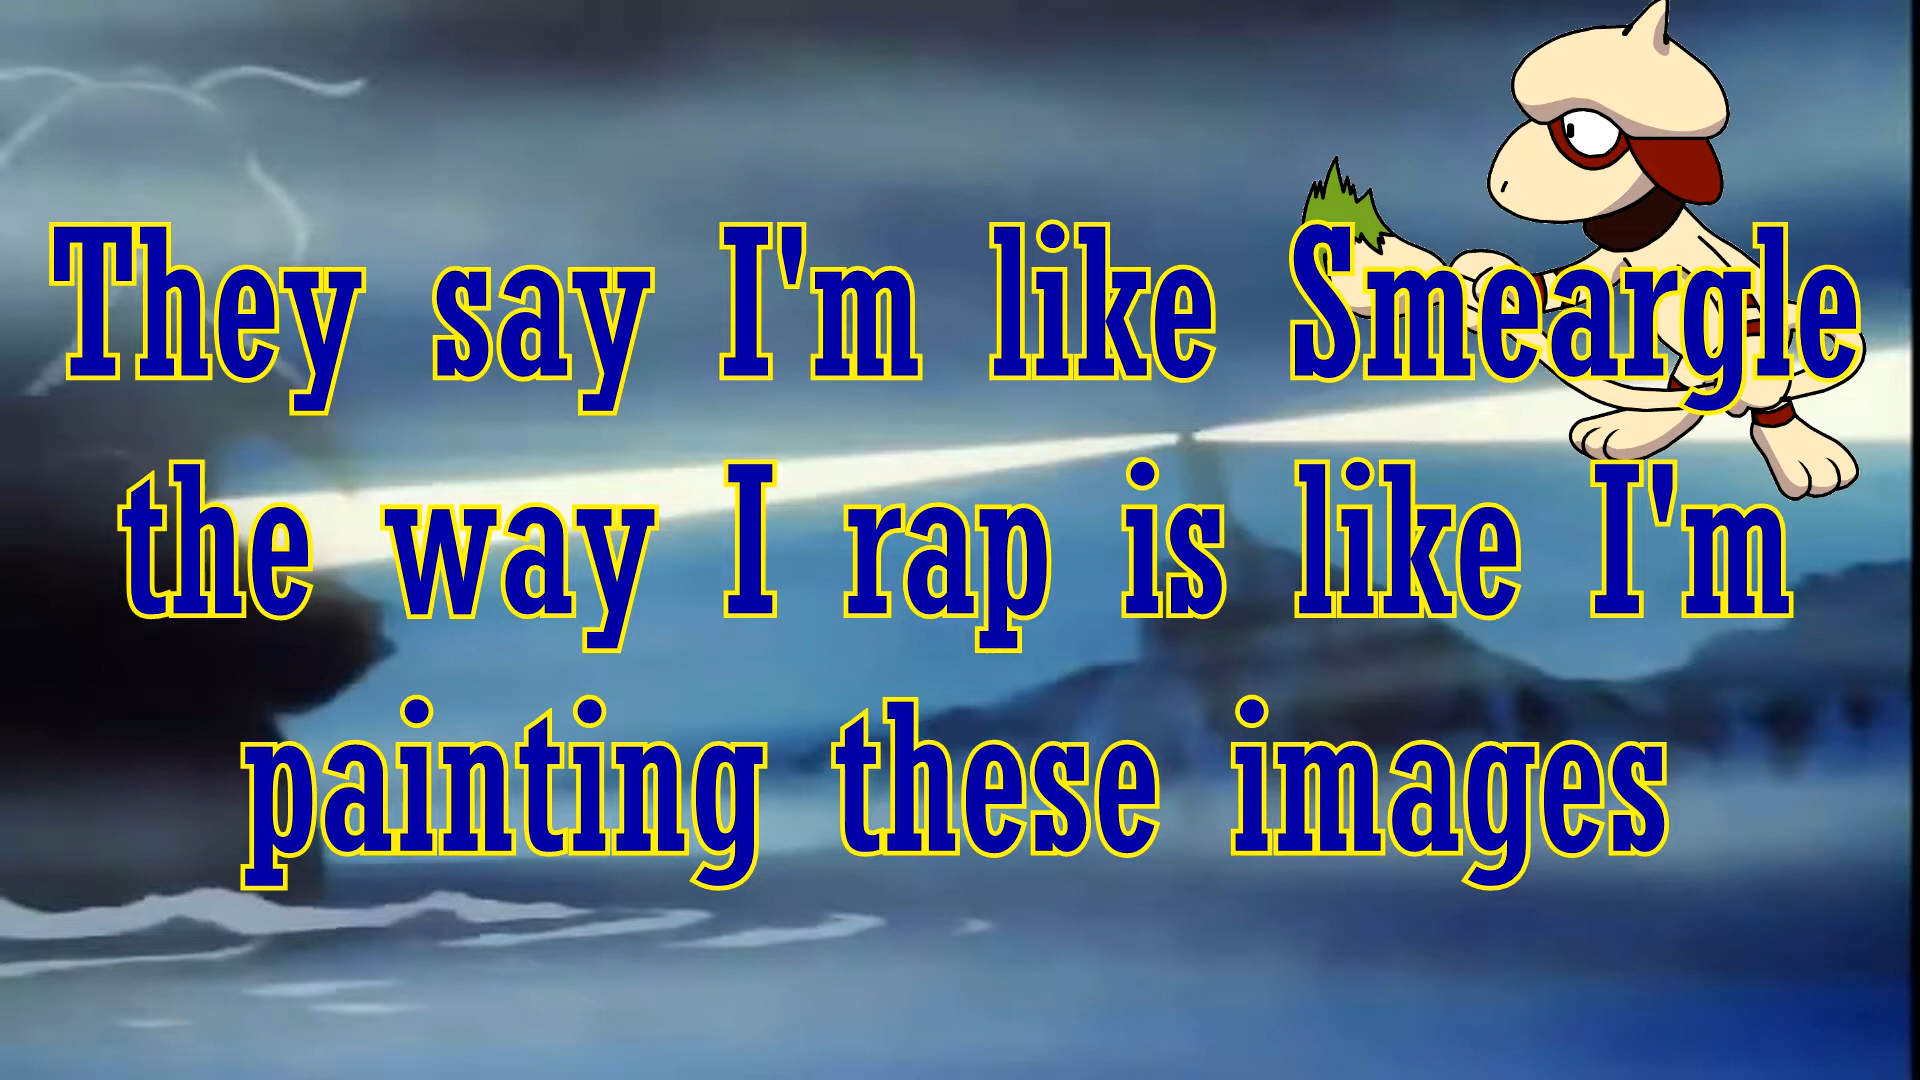 They say I'm like Smeargle
the way I rap is like I'm
painting these images